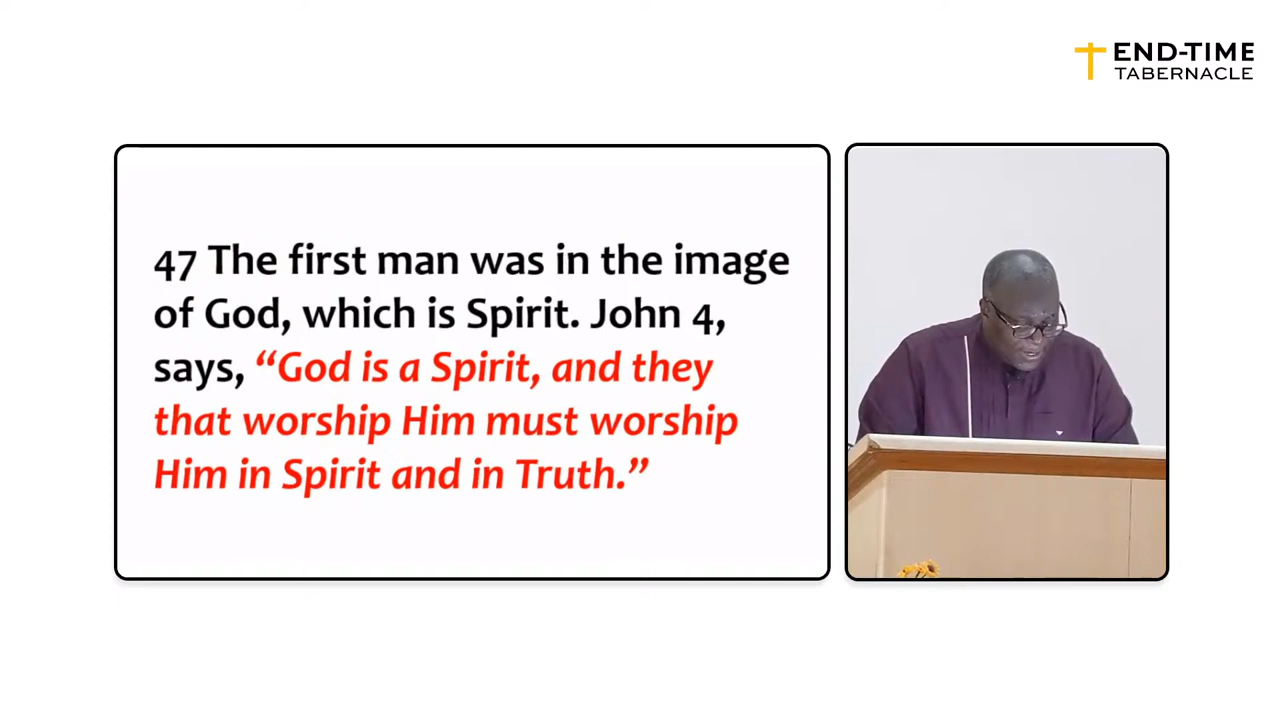 END-TIME
TABERNACLE
47 The first man was in the image
of God, which is Spirit. John 4,
says, “God is a Spirit, and they
that worship Him must worship
Him in Spirit and in Truth.”